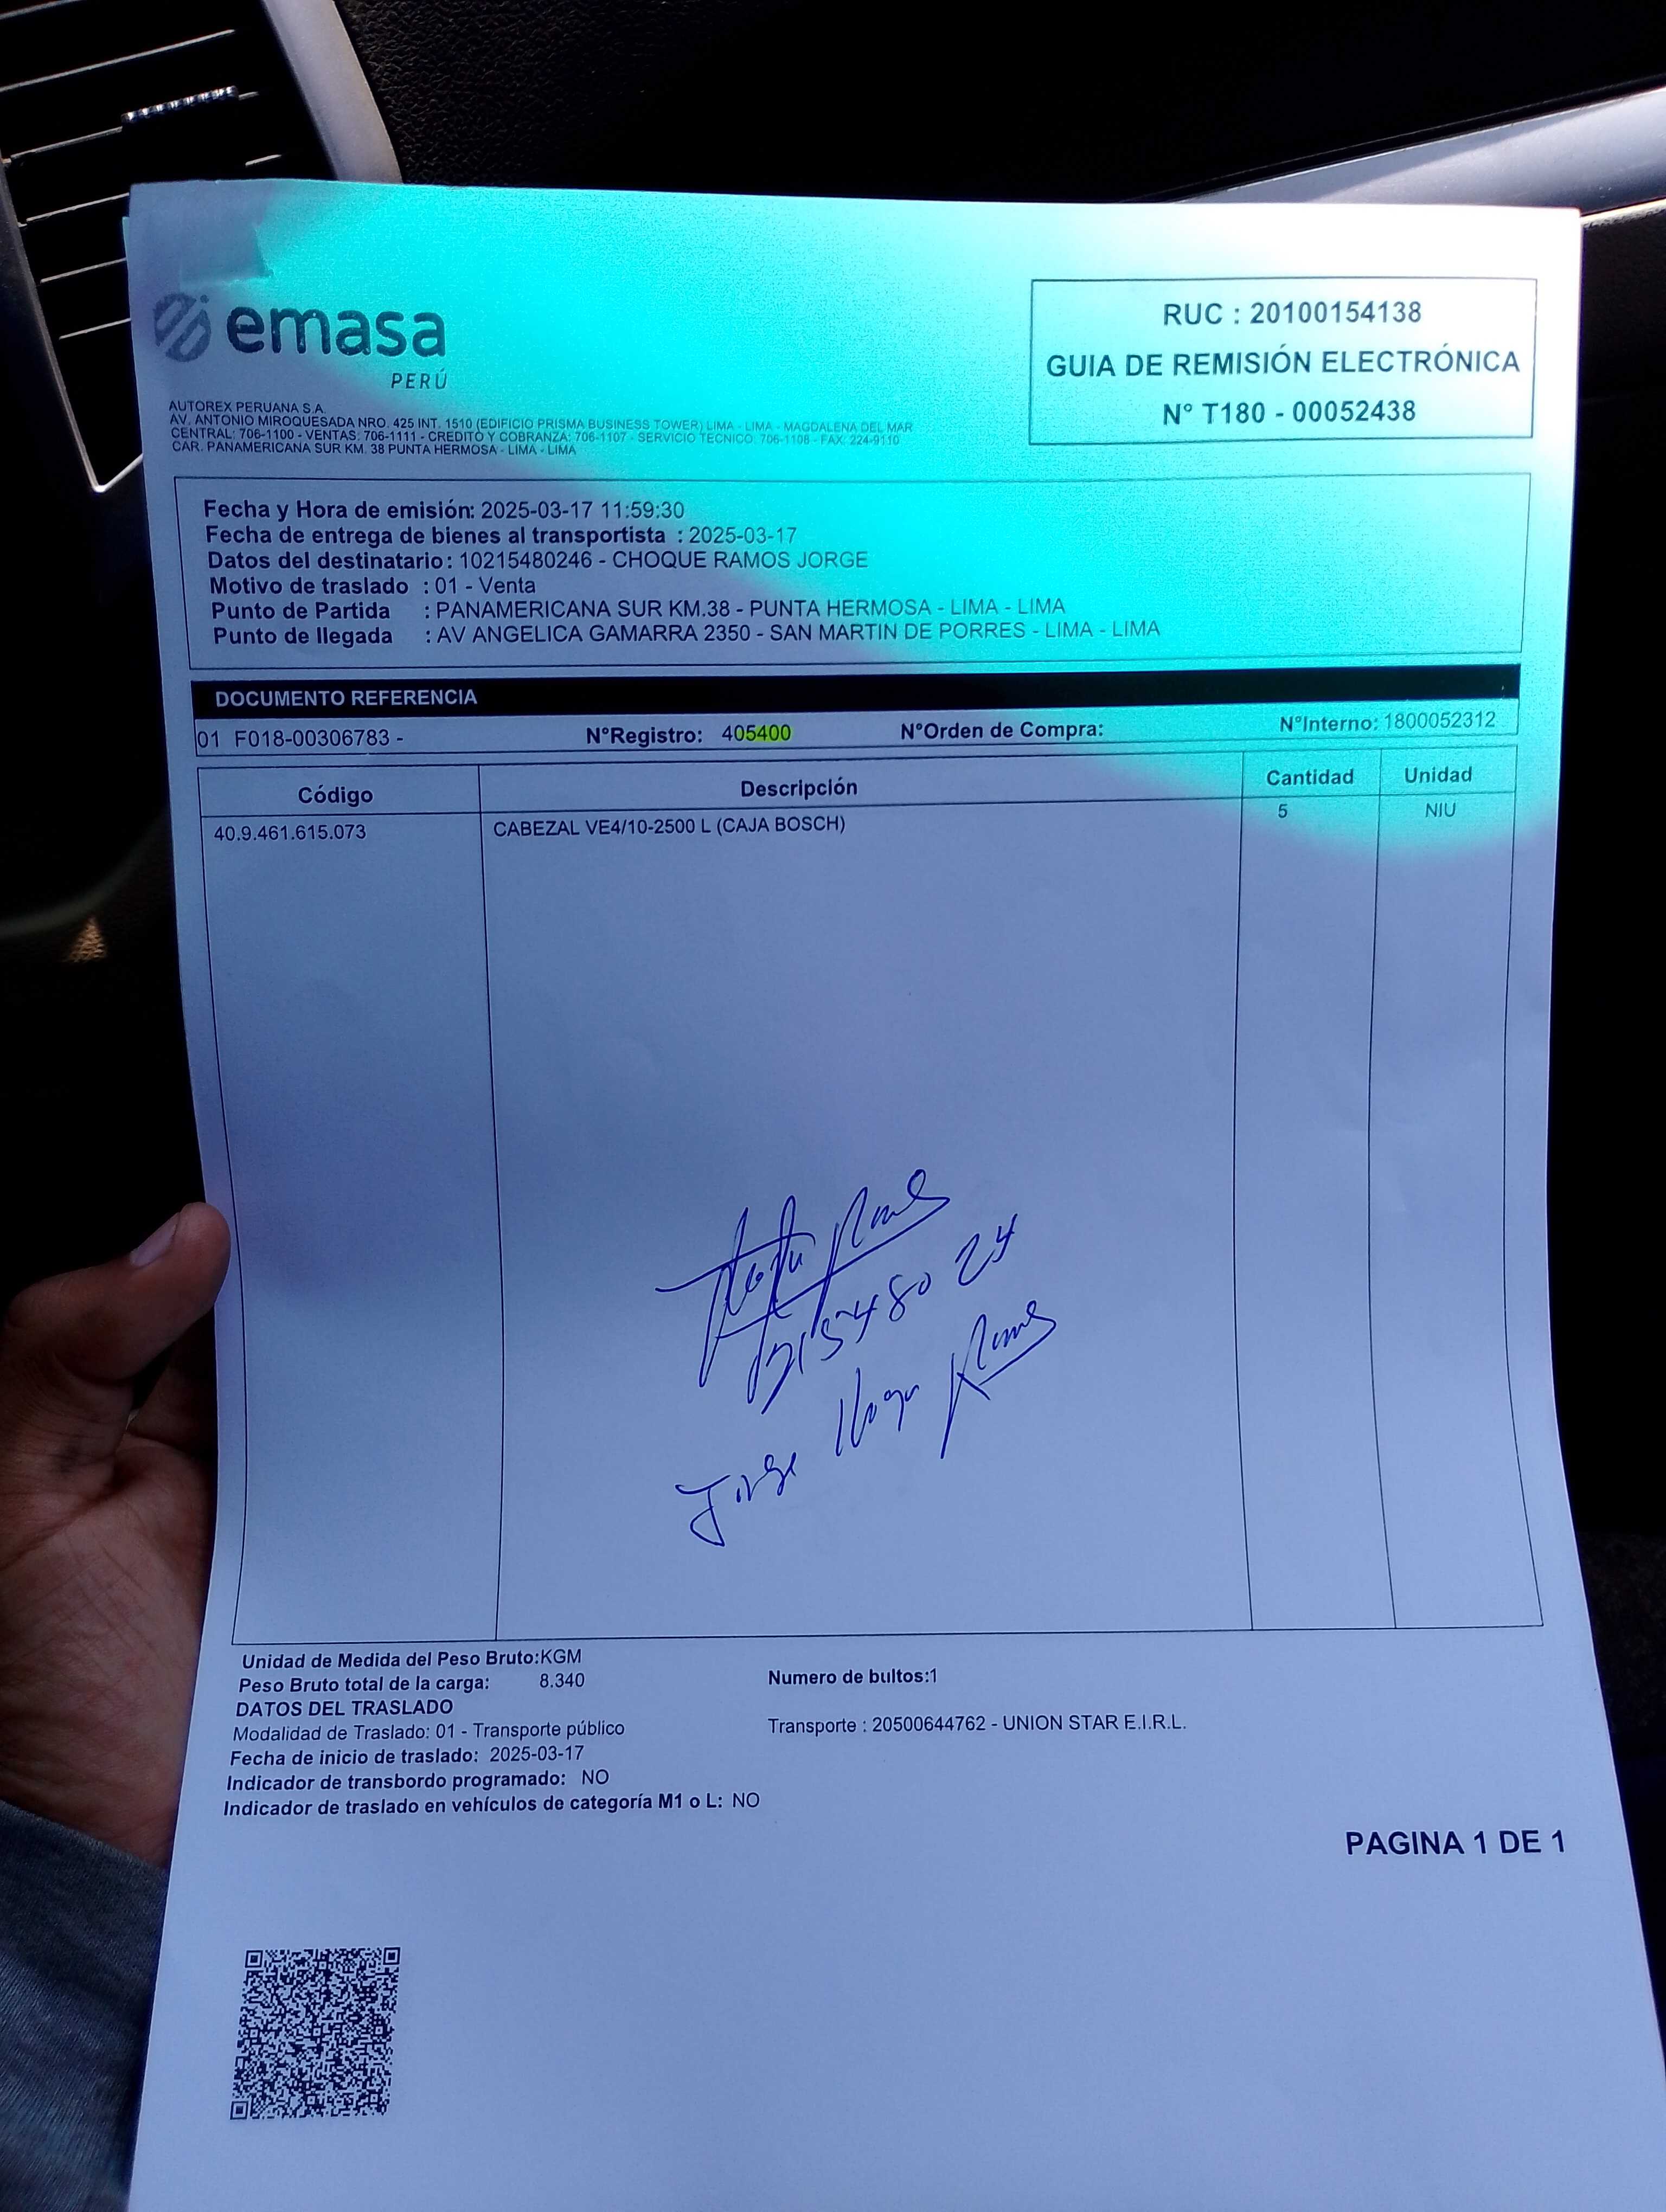 emasa
PERÚ
RUC : 20100154138
GUIA DE REMISIÓN ELECTRÓNICA
N° T180 - 00052438
AUTOREX PERUANA S.A.
AV. ANTONIO MIROQUESADA NRO. 425 INT. 1510 (EDIFICIO PRISMA BUSINESS TOWER) LIMA - LIMA - MAGDALENA DEL MAR
CENTRAL: 706-1100 - VENTAS: 706-1111 - CREDITO Y COBRANZA: 706-1107 - SERVICIO TECNICO: 706-1108 - FAX: 224-9110
CAR. PANAMERICANA SUR KM. 38 PUNTA HERMOSA - LIMA - LIMA
Fecha y Hora de emisión: 2025-03-17 11:59:30
Fecha de entrega de bienes al transportista : 2025-03-17
Datos del destinatario : 10215480246 - CHOQUE RAMOS JORGE
Motivo de traslado : 01 - Venta
Punto de Partida : PANAMERICANA SUR KM.38 - PUNTA HERMOSA - LIMA - LIMA
Punto de llegada : AV ANGELICA GAMARRA 2350 - SAN MARTIN DE PORRES - LIMA - LIMA
DOCUMENTO REFERENCIA
01 F018-00306783 - N°Registro: 405400 N°Orden de Compra: N°Interno: 1800052312
Código Descripción Cantidad Unidad
40.9.461.615.073 CABEZAL VE4/10-2500 L (CAJA BOSCH) 5 NIU
21548024
Jorge Ramos
Unidad de Medida del Peso Bruto:KGM
Peso Bruto total de la carga: 8.340 Numero de bultos:1
DATOS DEL TRASLADO
Modalidad de Traslado: 01 - Transporte público Transporte : 20500644762 - UNION STAR E.I.R.L.
Fecha de inicio de traslado: 2025-03-17
Indicador de transbordo programado: NO
Indicador de traslado en vehículos de categoría M1 o L: NO
PAGINA 1 DE 1